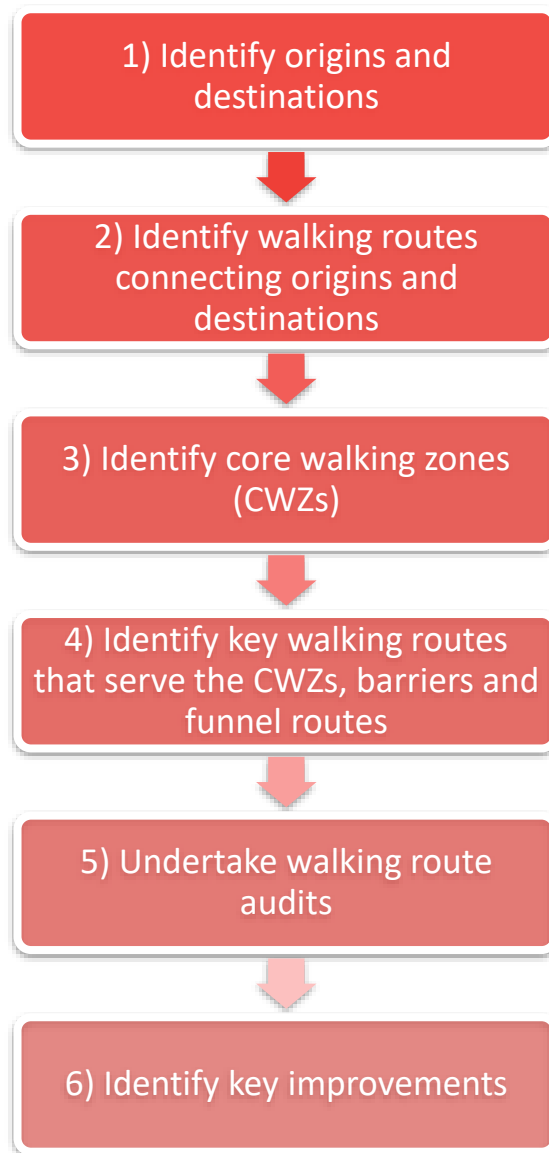 1) Identify origins and
destinations
2) Identify walking routes
connecting origins and
destinations
3) Identify core walking zones
(CWZs)
4) Identify key walking routes
that serve the CWZs, barriers and
funnel routes
5) Undertake walking route
audits
6) Identify key improvements